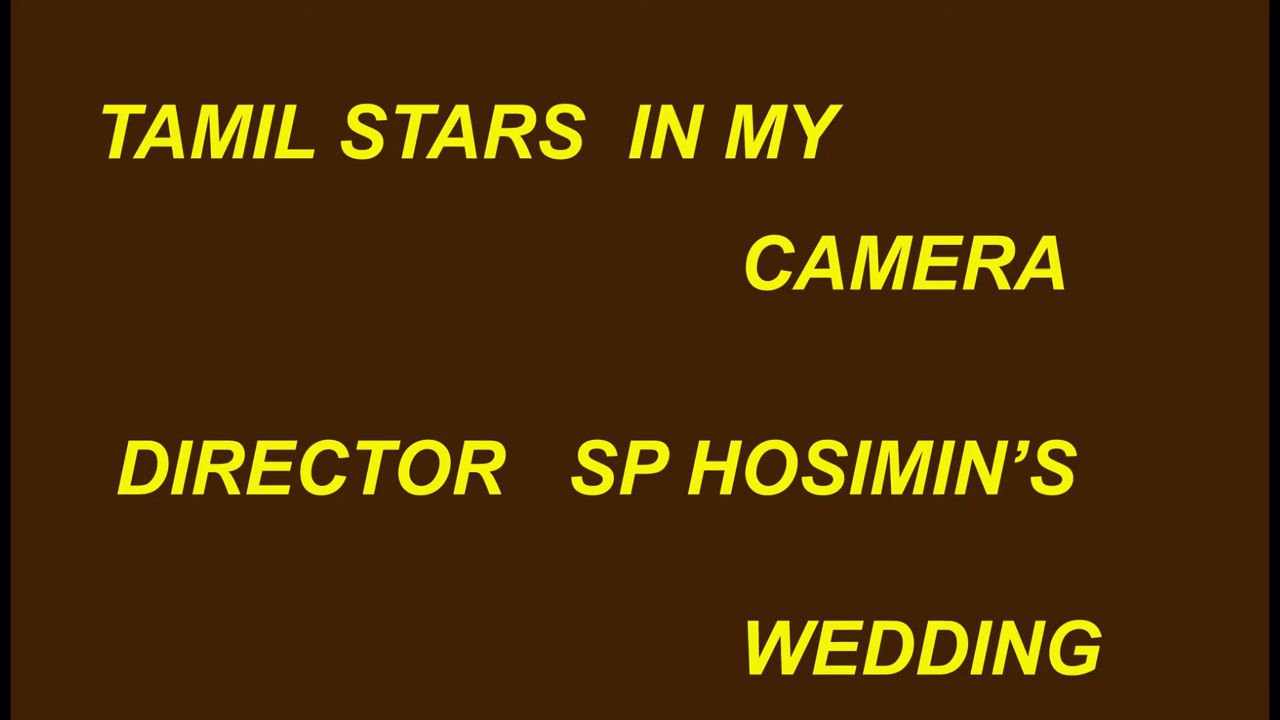 TAMIL STARS IN MY
CAMERA
DIRECTOR SP HOSIMIN’S
WEDDING